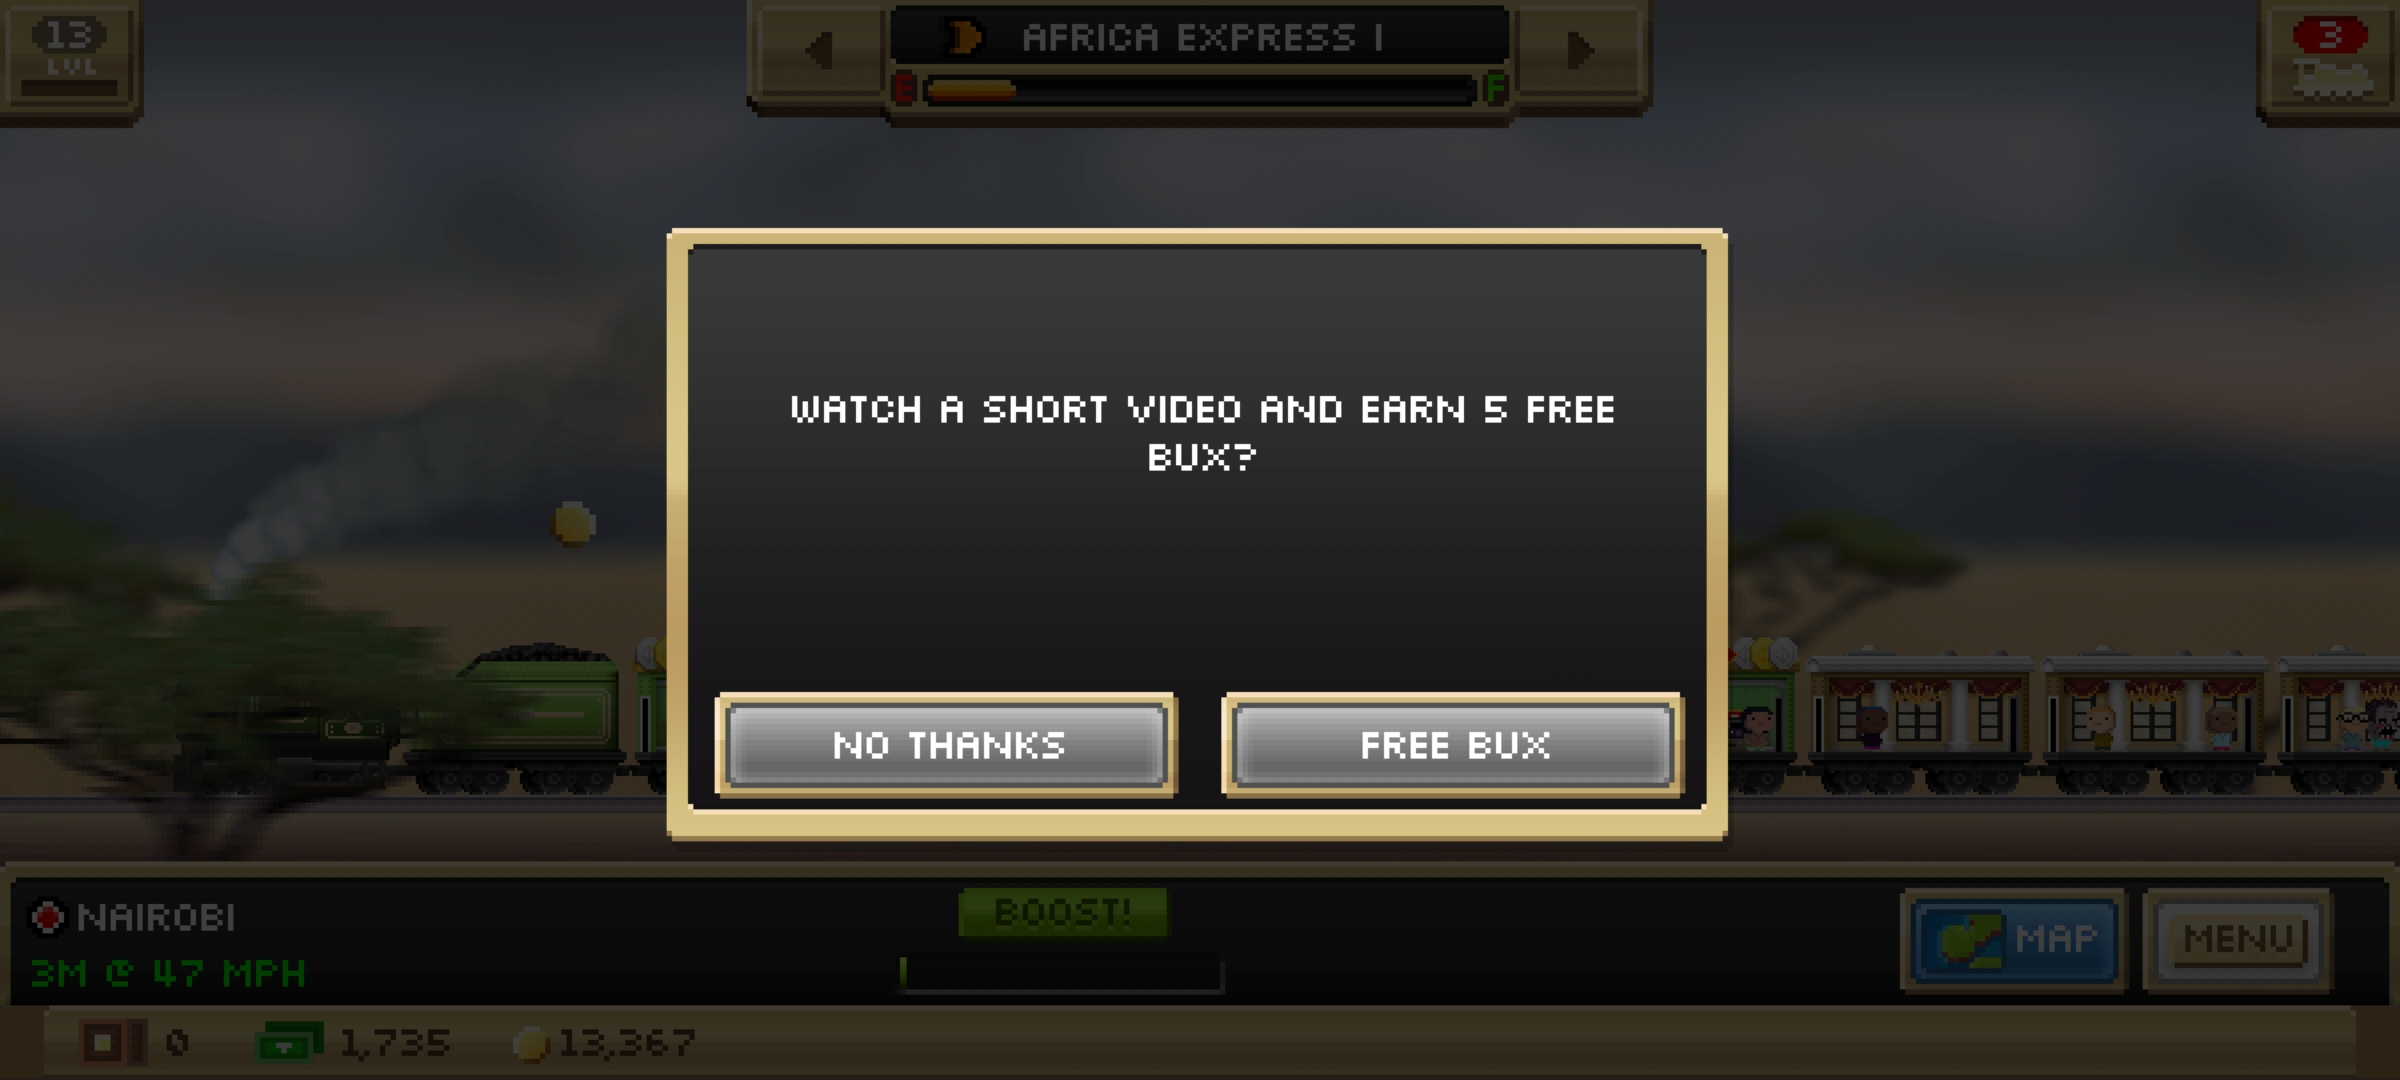 13
LVL
AFRICA EXPRESS I
E F
3
WATCH A SHORT VIDEO AND EARN 5 FREE
BUX?
NO THANKS FREE BUX
NAIROBI
3M @ 47 MPH
BOOST!
MAP
MENU
0 1,735 13,367